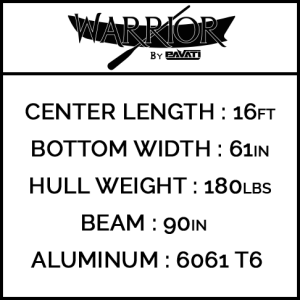 WARRIOR
BY PAVATI
CENTER LENGTH : 16FT
BOTTOM WIDTH : 61IN
HULL WEIGHT : 180LBS
BEAM : 90IN
ALUMINUM : 6061 T6